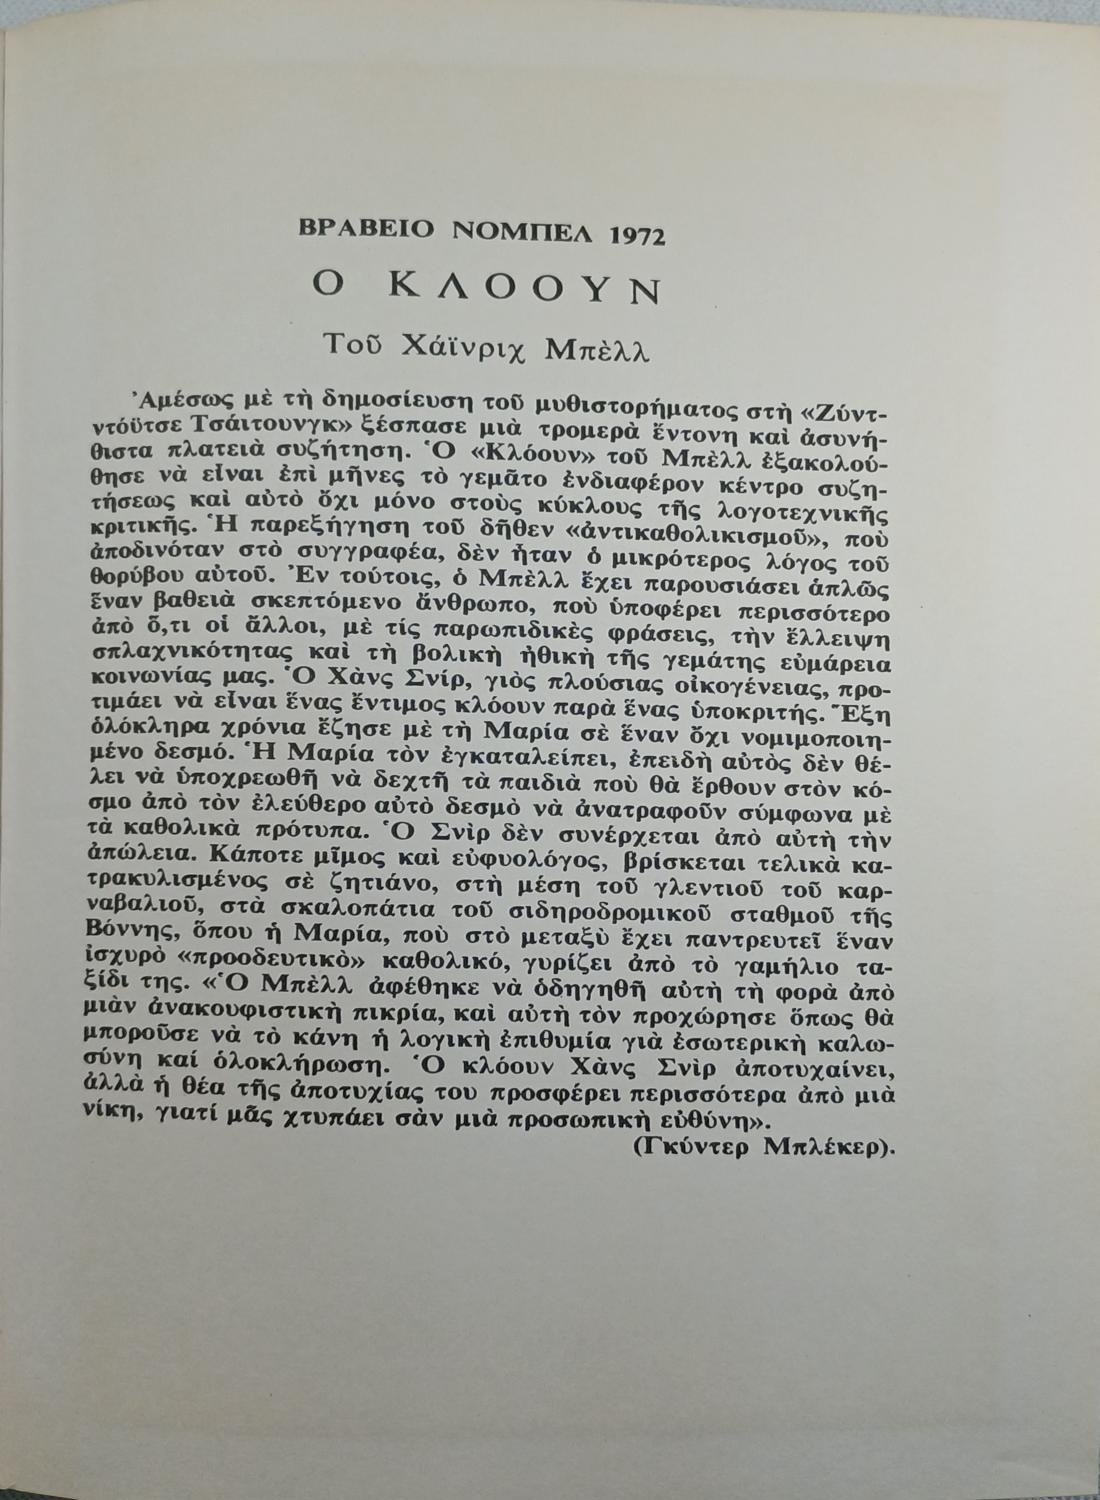 ΒΡΑΒΕΙΟ ΝΟΜΠΕΛ 1972
Ο ΚΛΟΟΥΝ
Τοῦ Χάϊνριχ Μπὲλλ
Ἀμέσως μὲ τὴ δημοσίευση τοῦ μυθιστορήματος στὴ «Ζύντ-
ντόϋτσε Τσάιτουνγκ» ξέσπασε μιὰ τρομερὰ ἔντονη καὶ ἀσυνή-
θιστα πλατειὰ συζήτηση. Ὁ «Κλόουν» τοῦ Μπὲλλ ἐξακολού-
θησε νὰ εἶναι ἐπὶ μῆνες τὸ γεμᾶτο ἐνδιαφέρον κέντρο συζη-
τήσεως καὶ αὐτὸ ὄχι μόνο στοὺς κύκλους τῆς λογοτεχνικῆς
κριτικῆς. Ἡ παρεξήγηση τοῦ δῆθεν «ἀντικαθολικισμοῦ», ποὺ
ἀποδινόταν στὸ συγγραφέα, δὲν ἦταν ὁ μικρότερος λόγος τοῦ
θορύβου αὐτοῦ. Ἐν τούτοις, ὁ Μπὲλλ ἔχει παρουσιάσει ἁπλῶς
ἕναν βαθειὰ σκεπτόμενο ἄνθρωπο, ποὺ ὑποφέρει περισσότερο
ἀπὸ ὅ,τι οἱ ἄλλοι, μὲ τίς παρωπιδικὲς φράσεις, τὴν ἔλλειψη
σπλαχνικότητας καὶ τὴ βολικὴ ἠθικὴ τῆς γεμάτης εὐμάρεια
κοινωνίας μας. Ὁ Χὰνς Σνίρ, γιὸς πλούσιας οἰκογένειας, προ-
τιμάει νὰ εἶναι ἕνας ἔντιμος κλόουν παρὰ ἕνας ὑποκριτής. Ἕξη
ὁλόκληρα χρόνια ἔζησε μὲ τὴ Μαρία σὲ ἕναν ὄχι νομιμοποιη-
μένο δεσμό. Ἡ Μαρία τὸν ἐγκαταλείπει, ἐπειδὴ αὐτὸς δὲν θέ-
λει νὰ ὑποχρεωθῆ νὰ δεχτῆ τὰ παιδιὰ ποὺ θὰ ἔρθουν στὸν κό-
σμο ἀπὸ τὸν ἐλεύθερο αὐτὸ δεσμὸ νὰ ἀνατραφοῦν σύμφωνα μὲ
τὰ καθολικὰ πρότυπα. Ὁ Σνὶρ δὲν συνέρχεται ἀπὸ αὐτὴ τὴν
ἀπώλεια. Κάποτε μῖμος καὶ εὐφυολόγος, βρίσκεται τελικὰ κα-
τρακυλισμένος σὲ ζητιάνο, στὴ μέση τοῦ γλεντιοῦ τοῦ καρ-
ναβαλιοῦ, στὰ σκαλοπάτια τοῦ σιδηροδρομικοῦ σταθμοῦ τῆς
Βόννης, ὅπου ἡ Μαρία, ποὺ στὸ μεταξὺ ἔχει παντρευτεῖ ἕναν
ἰσχυρὸ «προοδευτικὸ» καθολικό, γυρίζει ἀπὸ τὸ γαμήλιο τα-
ξίδι της. «Ὁ Μπὲλλ ἀφέθηκε νὰ ὁδηγηθῆ αὐτὴ τὴ φορὰ ἀπὸ
μιὰν ἀνακουφιστικὴ πικρία, καὶ αὐτὴ τὸν προχώρησε ὅπως θὰ
μποροῦσε νὰ τὸ κάνη ἡ λογικὴ ἐπιθυμία γιὰ ἐσωτερικὴ καλω-
σύνη καί ὁλοκλήρωση. Ὁ κλόουν Χὰνς Σνὶρ ἀποτυχαίνει,
ἀλλὰ ἡ θέα τῆς ἀποτυχίας του προσφέρει περισσότερα ἀπὸ μιὰ
νίκη, γιατί μᾶς χτυπάει σὰν μιὰ προσωπικὴ εὐθύνη».
(Γκύντερ Μπλέκερ).